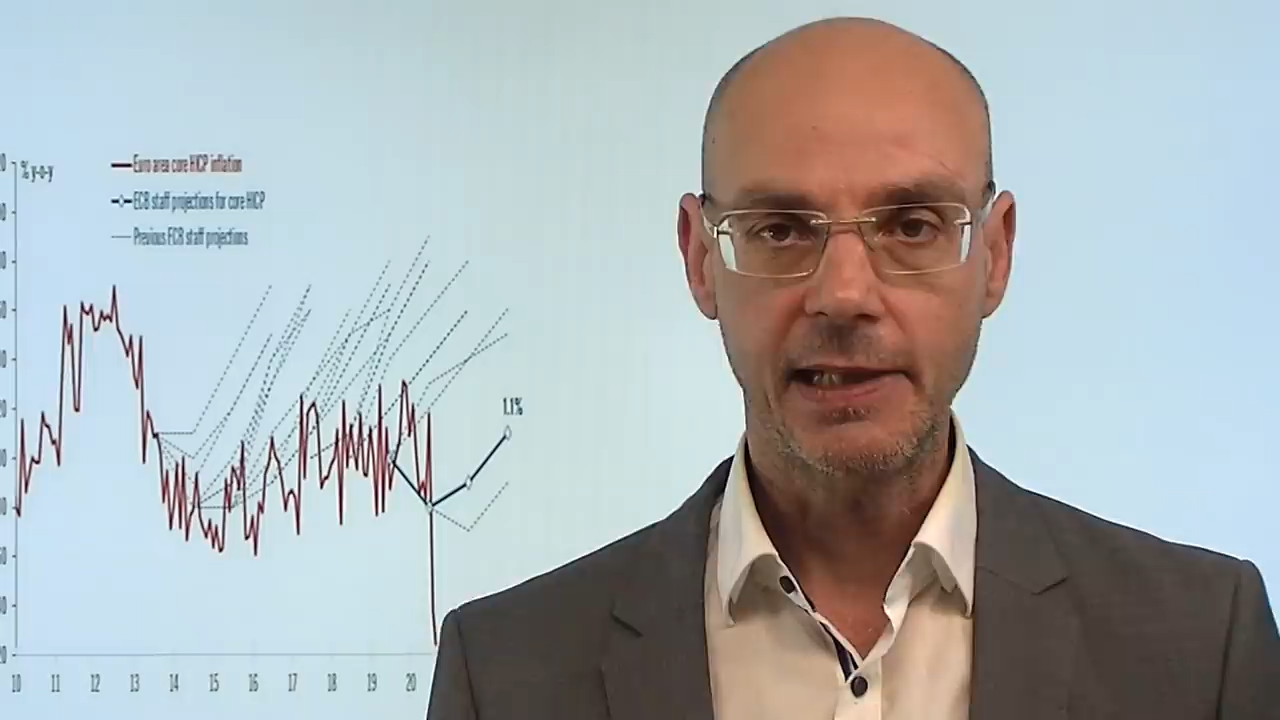 % y-o-y
Euro area core HICP inflation
ECB staff projections for core HICP
Previous ECB staff projections
1.1%
10 11 12 13 14 15 16 17 18 19 20